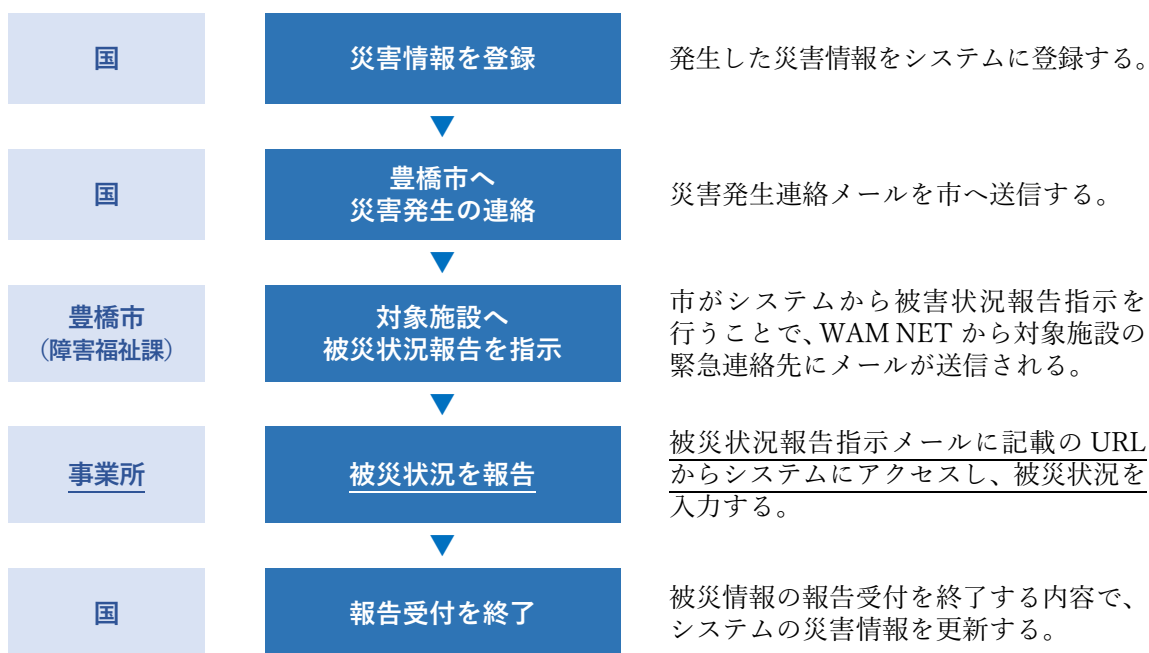 国
災害情報を登録
発生した災害情報をシステムに登録する。
▼
国
豊橋市へ
災害発生の連絡
災害発生連絡メールを市へ送信する。
▼
豊橋市
(障害福祉課)
対象施設へ
被災状況報告を指示
市がシステムから被害状況報告指示を
行うことで、WAM NET から対象施設の
緊急連絡先にメールが送信される。
▼
事業所
被災状況を報告
被災状況報告指示メールに記載の URL
からシステムにアクセスし、被災状況を
入力する。
▼
国
報告受付を終了
被災情報の報告受付を終了する内容で、
システムの災害情報を更新する。